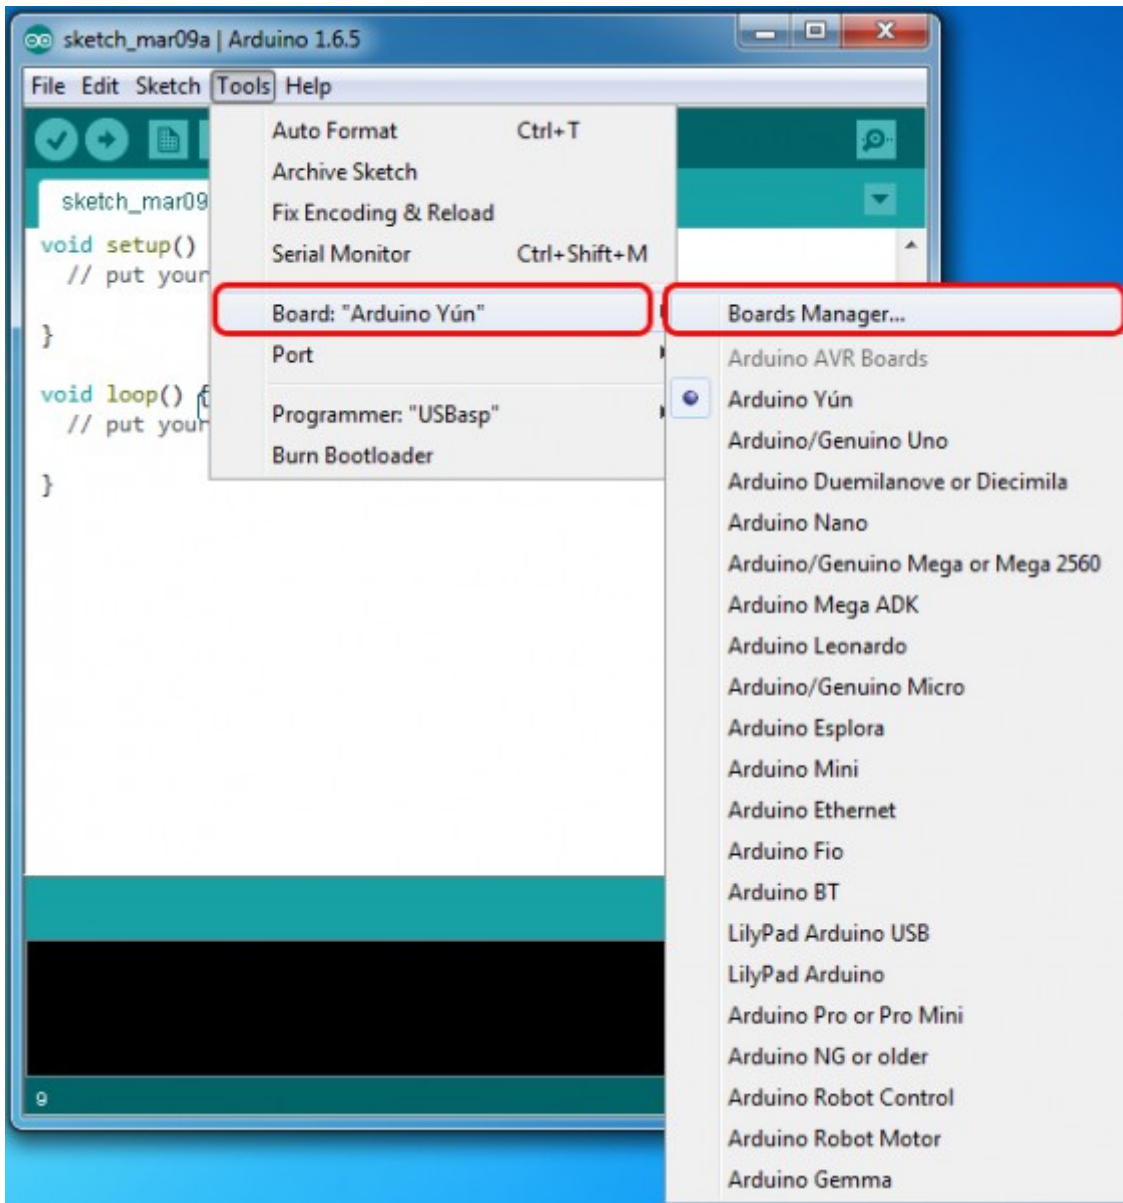 sketch_mar09a | Arduino 1.6.5
File Edit Sketch Tools Help
Auto Format Ctrl+T
Archive Sketch
Fix Encoding & Reload
Serial Monitor Ctrl+Shift+M
Board: "Arduino Yún"
Port
Programmer: "USBasp"
Burn Bootloader
sketch_mar09
void setup()
// put your
}
void loop() {
// put your
}
9
Boards Manager...
Arduino AVR Boards
Arduino Yún
Arduino/Genuino Uno
Arduino Duemilanove or Diecimila
Arduino Nano
Arduino/Genuino Mega or Mega 2560
Arduino Mega ADK
Arduino Leonardo
Arduino/Genuino Micro
Arduino Esplora
Arduino Mini
Arduino Ethernet
Arduino Fio
Arduino BT
LilyPad Arduino USB
LilyPad Arduino
Arduino Pro or Pro Mini
Arduino NG or older
Arduino Robot Control
Arduino Robot Motor
Arduino Gemma